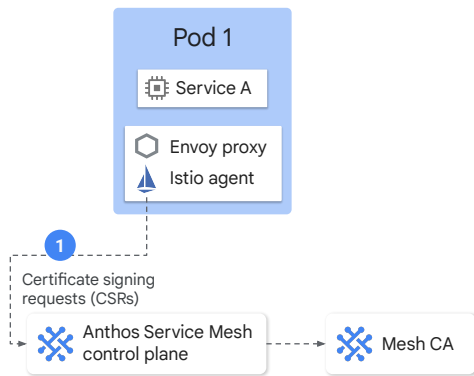 Pod 1
Service A
Envoy proxy
Istio agent
1
Certificate signing
requests (CSRs)
Anthos Service Mesh
control plane
Mesh CA